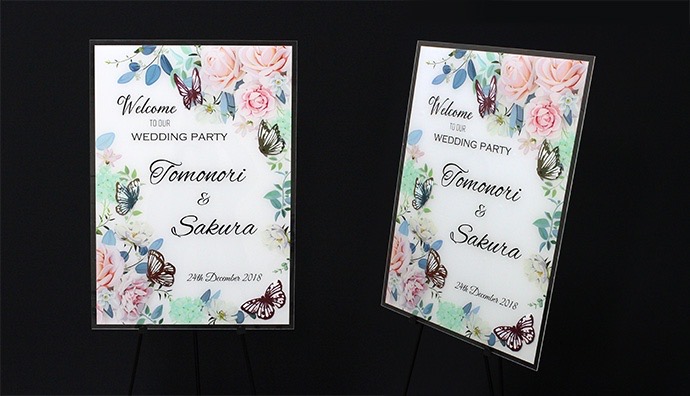 Welcome
TO OUR
WEDDING PARTY
Tomonori
&
Sakura
24th December 2018
Welcome
TO OUR
WEDDING PARTY
Tomonori
&
Sakura
24th December 2018